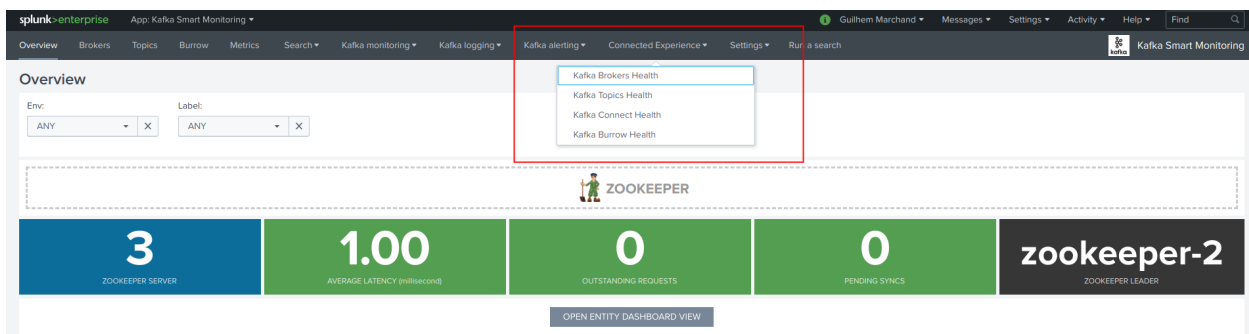 splunk>enterprise App: Kafka Smart Monitoring Guilhem Marchand Messages Settings Activity Help Find
Overview Brokers Topics Burrow Metrics Search Kafka monitoring Kafka logging Kafka alerting Connected Experience Settings Run a search kafka Kafka Smart Monitoring
Overview
Kafka Brokers Health
Kafka Topics Health
Kafka Connect Health
Kafka Burrow Health
Env: Label:
ANY X ANY X
ZOOKEEPER
3 1.00 0 0 zookeeper-2
ZOOKEEPER SERVER AVERAGE LATENCY (millisecond) OUTSTANDING REQUESTS PENDING SYNCS ZOOKEEPER LEADER
OPEN ENTITY DASHBOARD VIEW